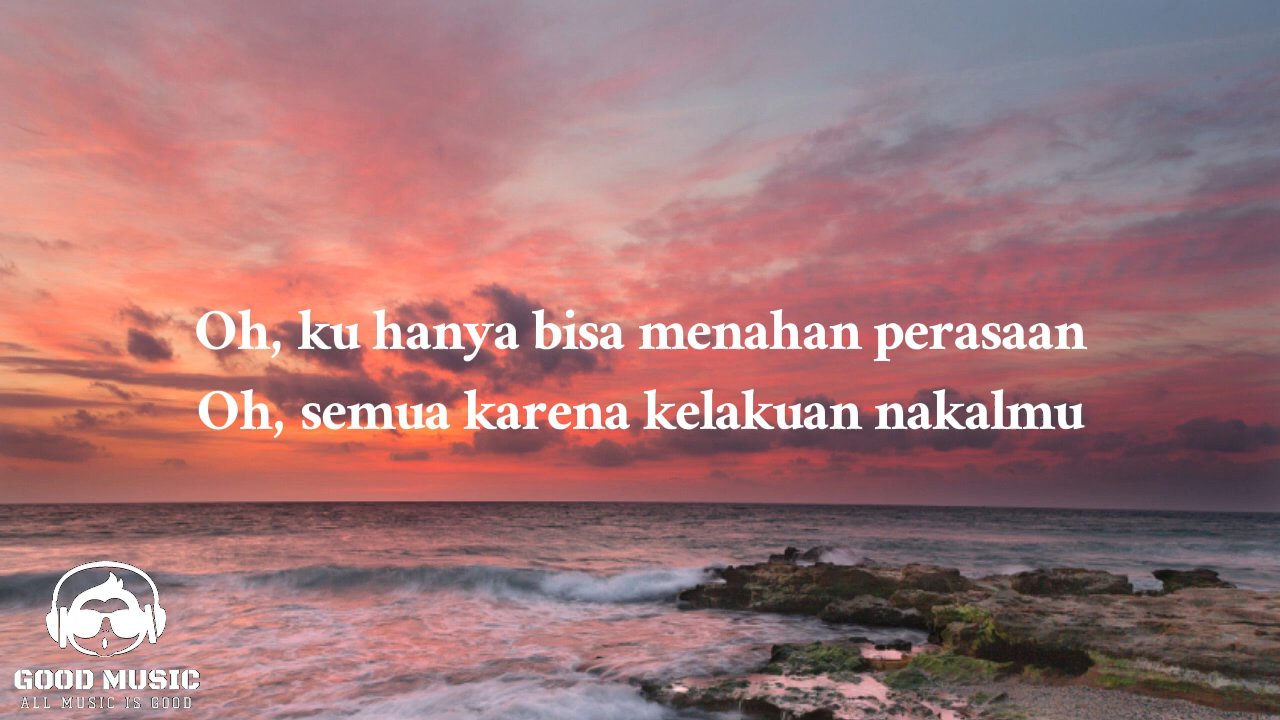 Oh, ku hanya bisa menahan perasaan
Oh, semua karena kelakuan nakalmu
GOOD MUSIC
ALL MUSIC IS GOOD